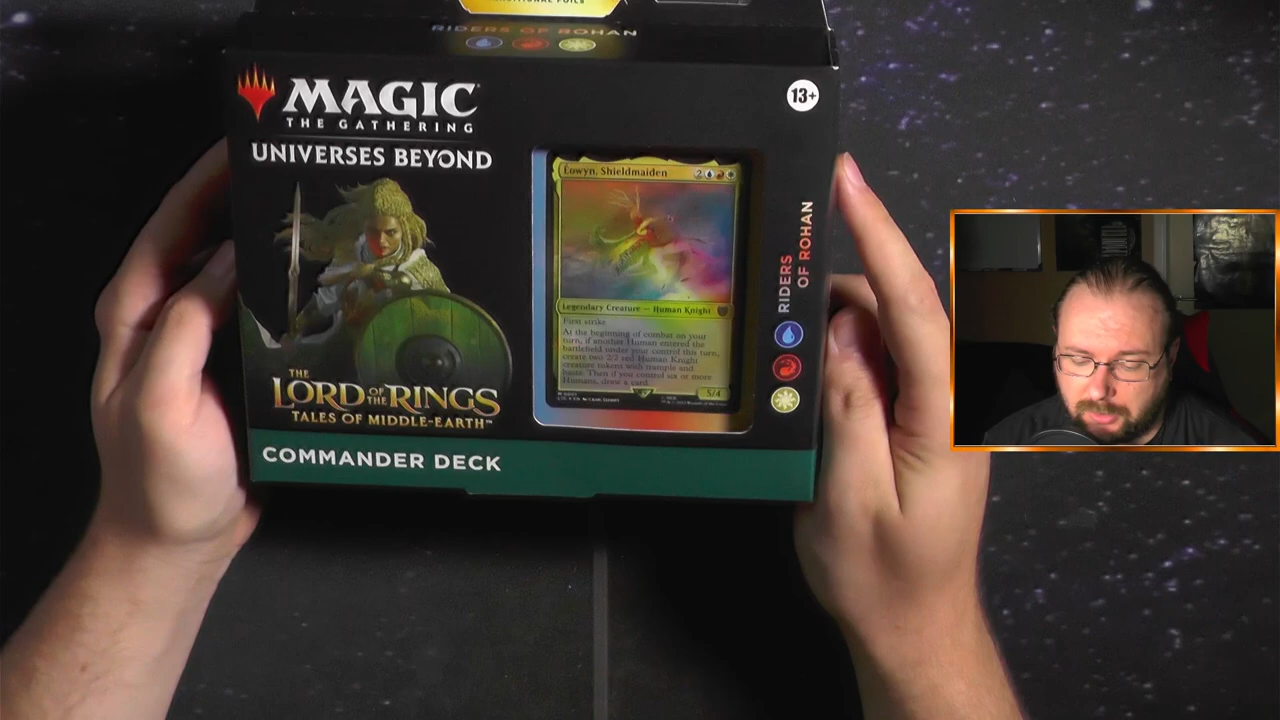 RIDERS OF ROHAN
MAGIC
THE GATHERING
UNIVERSES BEYOND
13+
Éowyn, Shieldmaiden
2
Legendary Creature — Human Knight
First strike
At the beginning of combat on your
turn, if another Human entered the
battlefield under your control this turn,
create two 2/2 red Human Knight
creature tokens with trample and
haste. Then if you control six or more
Humans, draw a card.
5/4
RIDERS
OF ROHAN
THE
LORD OF THE RINGS
TALES OF MIDDLE-EARTH™
COMMANDER DECK